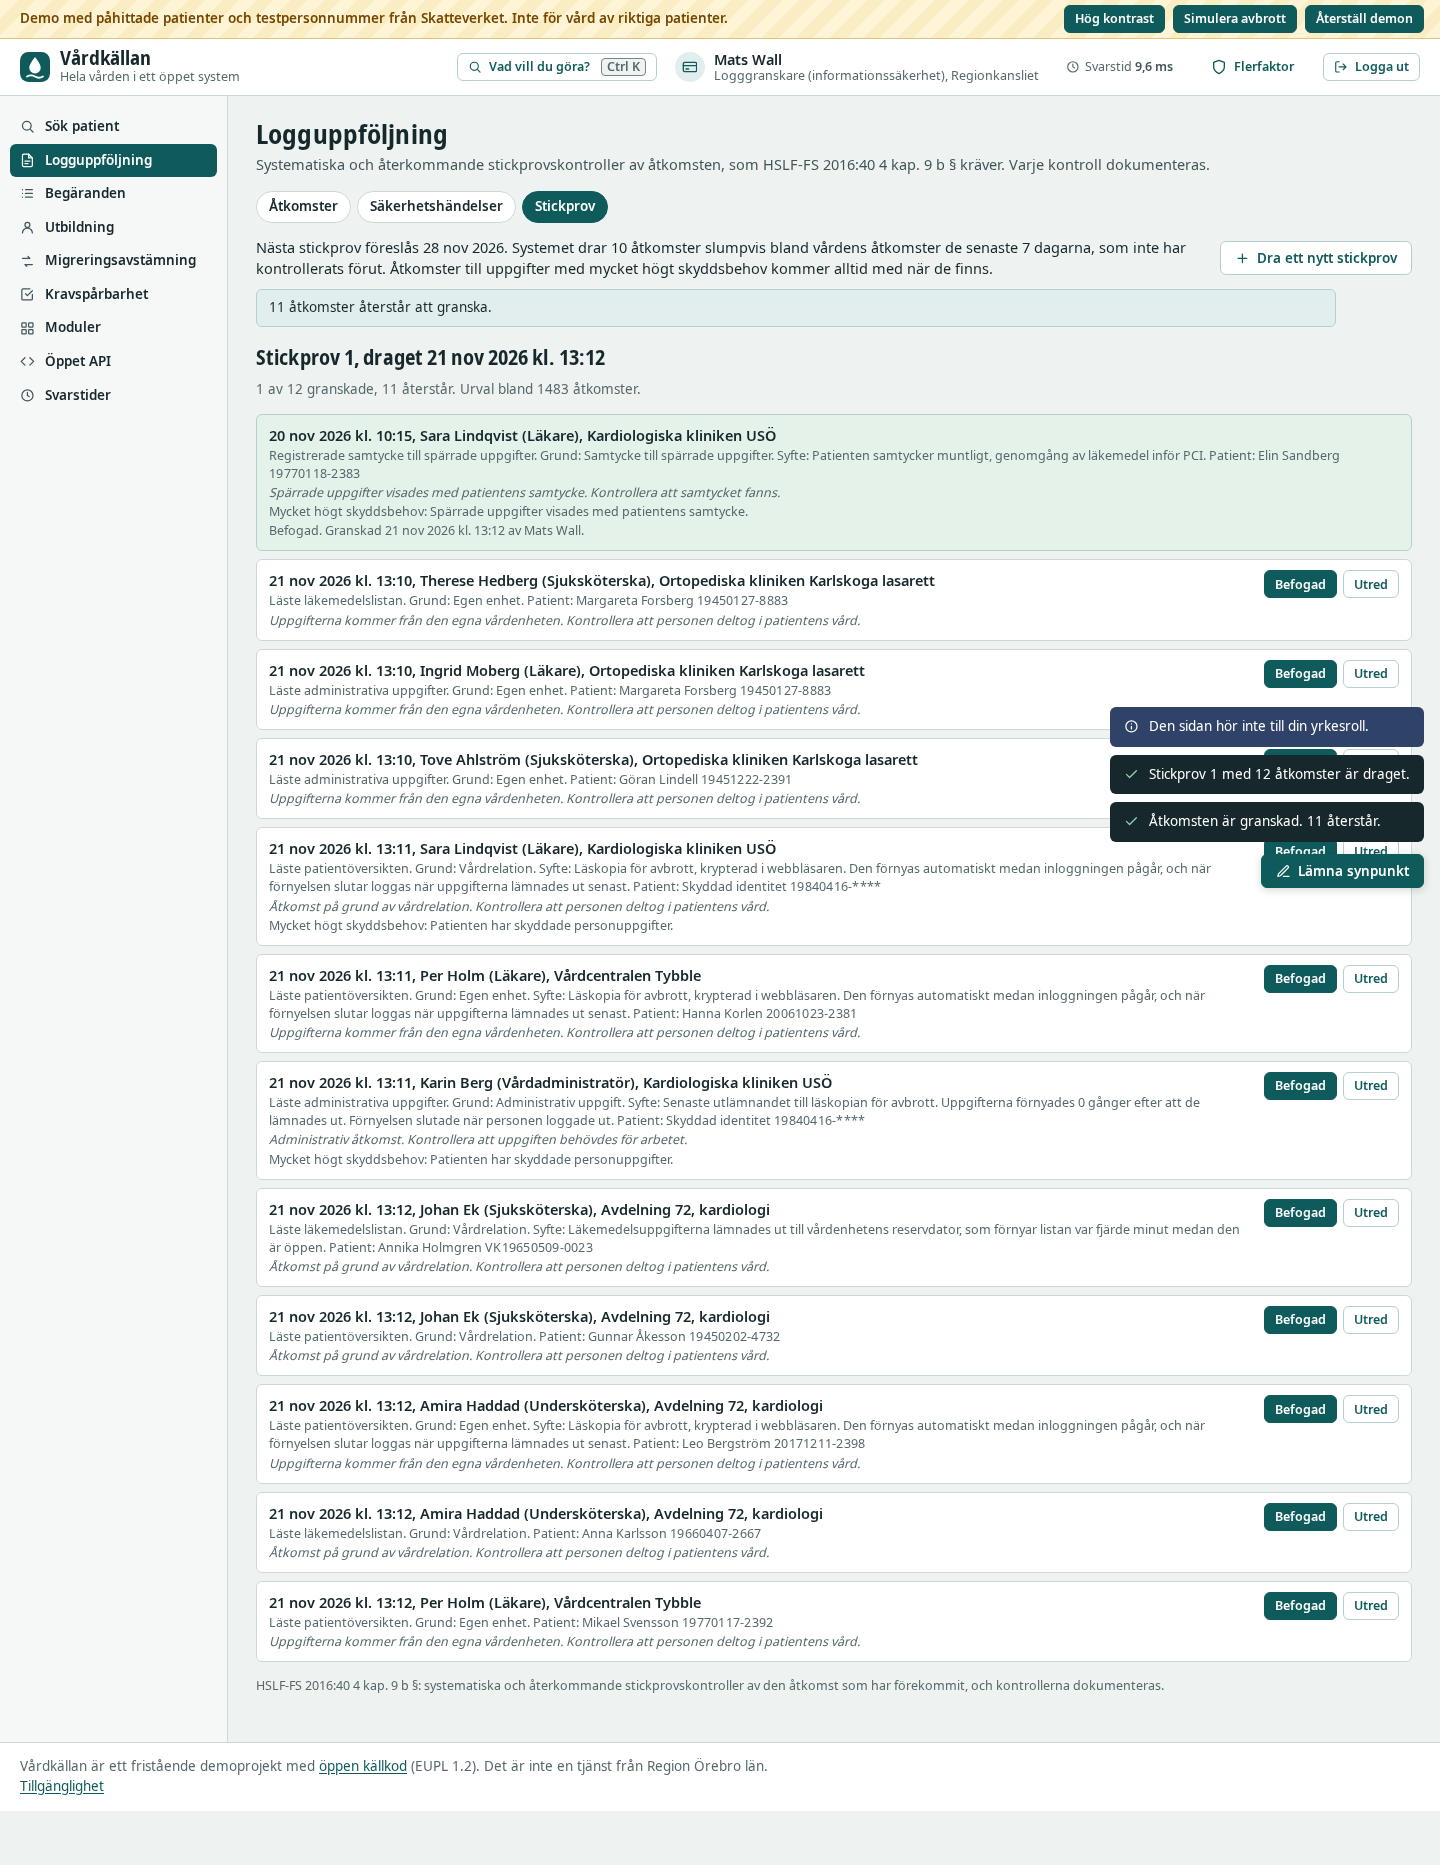 Demo med påhittade patienter och testpersonnummer från Skatteverket. Inte för vård av riktiga patienter.
Hög kontrast
Simulera avbrott
Återställ demon
Vårdkällan
Hela vården i ett öppet system
Vad vill du göra? Ctrl K
Mats Wall
Logggranskare (informationssäkerhet), Regionkansliet
Svarstid 9,6 ms
Flerfaktor
Logga ut
Sök patient
Logguppföljning
Begäranden
Utbildning
Migreringsavstämning
Kravspårbarhet
Moduler
Öppet API
Svarstider
Logguppföljning
Systematiska och återkommande stickprovskontroller av åtkomsten, som HSLF-FS 2016:40 4 kap. 9 b § kräver. Varje kontroll dokumenteras.
Åtkomster
Säkerhetshändelser
Stickprov
Nästa stickprov föreslås 28 nov 2026. Systemet drar 10 åtkomster slumpvis bland vårdens åtkomster de senaste 7 dagarna, som inte har
kontrollerats förut. Åtkomster till uppgifter med mycket högt skyddsbehov kommer alltid med när de finns.
Dra ett nytt stickprov
11 åtkomster återstår att granska.
Stickprov 1, draget 21 nov 2026 kl. 13:12
1 av 12 granskade, 11 återstår. Urval bland 1483 åtkomster.
20 nov 2026 kl. 10:15, Sara Lindqvist (Läkare), Kardiologiska kliniken USÖ
Registrerade samtycke till spärrade uppgifter. Grund: Samtycke till spärrade uppgifter. Syfte: Patienten samtycker muntligt, genomgång av läkemedel inför PCI. Patient: Elin Sandberg
19770118-2383
Spärrade uppgifter visades med patientens samtycke. Kontrollera att samtycket fanns.
Mycket högt skyddsbehov: Spärrade uppgifter visades med patientens samtycke.
Befogad. Granskad 21 nov 2026 kl. 13:12 av Mats Wall.
21 nov 2026 kl. 13:10, Therese Hedberg (Sjuksköterska), Ortopediska kliniken Karlskoga lasarett
Läste läkemedelslistan. Grund: Egen enhet. Patient: Margareta Forsberg 19450127-8883
Uppgifterna kommer från den egna vårdenheten. Kontrollera att personen deltog i patientens vård.
Befogad
Utred
21 nov 2026 kl. 13:10, Ingrid Moberg (Läkare), Ortopediska kliniken Karlskoga lasarett
Läste administrativa uppgifter. Grund: Egen enhet. Patient: Margareta Forsberg 19450127-8883
Uppgifterna kommer från den egna vårdenheten. Kontrollera att personen deltog i patientens vård.
Befogad
Utred
Den sidan hör inte till din yrkesroll.
21 nov 2026 kl. 13:10, Tove Ahlström (Sjuksköterska), Ortopediska kliniken Karlskoga lasarett
Läste administrativa uppgifter. Grund: Egen enhet. Patient: Göran Lindell 19451222-2391
Uppgifterna kommer från den egna vårdenheten. Kontrollera att personen deltog i patientens vård.
Stickprov 1 med 12 åtkomster är draget.
Åtkomsten är granskad. 11 återstår.
21 nov 2026 kl. 13:11, Sara Lindqvist (Läkare), Kardiologiska kliniken USÖ
Läste patientöversikten. Grund: Vårdrelation. Syfte: Läskopia för avbrott, krypterad i webbläsaren. Den förnyas automatiskt medan inloggningen pågår, och när
förnyelsen slutar loggas när uppgifterna lämnades ut senast. Patient: Skyddad identitet 19840416-****
Åtkomst på grund av vårdrelation. Kontrollera att personen deltog i patientens vård.
Mycket högt skyddsbehov: Patienten har skyddade personuppgifter.
Befogad
Utred
Lämna synpunkt
21 nov 2026 kl. 13:11, Per Holm (Läkare), Vårdcentralen Tybble
Läste patientöversikten. Grund: Egen enhet. Syfte: Läskopia för avbrott, krypterad i webbläsaren. Den förnyas automatiskt medan inloggningen pågår, och när
förnyelsen slutar loggas när uppgifterna lämnades ut senast. Patient: Hanna Korlen 20061023-2381
Uppgifterna kommer från den egna vårdenheten. Kontrollera att personen deltog i patientens vård.
Befogad
Utred
21 nov 2026 kl. 13:11, Karin Berg (Vårdadministratör), Kardiologiska kliniken USÖ
Läste administrativa uppgifter. Grund: Administrativ uppgift. Syfte: Senaste utlämnandet till läskopian för avbrott. Uppgifterna förnyades 0 gånger efter att de
lämnades ut. Förnyelsen slutade när personen loggade ut. Patient: Skyddad identitet 19840416-****
Administrativ åtkomst. Kontrollera att uppgiften behövdes för arbetet.
Mycket högt skyddsbehov: Patienten har skyddade personuppgifter.
Befogad
Utred
21 nov 2026 kl. 13:12, Johan Ek (Sjuksköterska), Avdelning 72, kardiologi
Läste läkemedelslistan. Grund: Vårdrelation. Syfte: Läkemedelsuppgifterna lämnades ut till vårdenhetens reservdator, som förnyar listan var fjärde minut medan den
är öppen. Patient: Annika Holmgren VK19650509-0023
Åtkomst på grund av vårdrelation. Kontrollera att personen deltog i patientens vård.
Befogad
Utred
21 nov 2026 kl. 13:12, Johan Ek (Sjuksköterska), Avdelning 72, kardiologi
Läste patientöversikten. Grund: Vårdrelation. Patient: Gunnar Åkesson 19450202-4732
Åtkomst på grund av vårdrelation. Kontrollera att personen deltog i patientens vård.
Befogad
Utred
21 nov 2026 kl. 13:12, Amira Haddad (Undersköterska), Avdelning 72, kardiologi
Läste patientöversikten. Grund: Egen enhet. Syfte: Läskopia för avbrott, krypterad i webbläsaren. Den förnyas automatiskt medan inloggningen pågår, och när
förnyelsen slutar loggas när uppgifterna lämnades ut senast. Patient: Leo Bergström 20171211-2398
Uppgifterna kommer från den egna vårdenheten. Kontrollera att personen deltog i patientens vård.
Befogad
Utred
21 nov 2026 kl. 13:12, Amira Haddad (Undersköterska), Avdelning 72, kardiologi
Läste läkemedelslistan. Grund: Vårdrelation. Patient: Anna Karlsson 19660407-2667
Åtkomst på grund av vårdrelation. Kontrollera att personen deltog i patientens vård.
Befogad
Utred
21 nov 2026 kl. 13:12, Per Holm (Läkare), Vårdcentralen Tybble
Läste patientöversikten. Grund: Egen enhet. Patient: Mikael Svensson 19770117-2392
Uppgifterna kommer från den egna vårdenheten. Kontrollera att personen deltog i patientens vård.
Befogad
Utred
HSLF-FS 2016:40 4 kap. 9 b §: systematiska och återkommande stickprovskontroller av den åtkomst som har förekommit, och kontrollerna dokumenteras.
Vårdkällan är ett fristående demoprojekt med öppen källkod (EUPL 1.2). Det är inte en tjänst från Region Örebro län.
Tillgänglighet